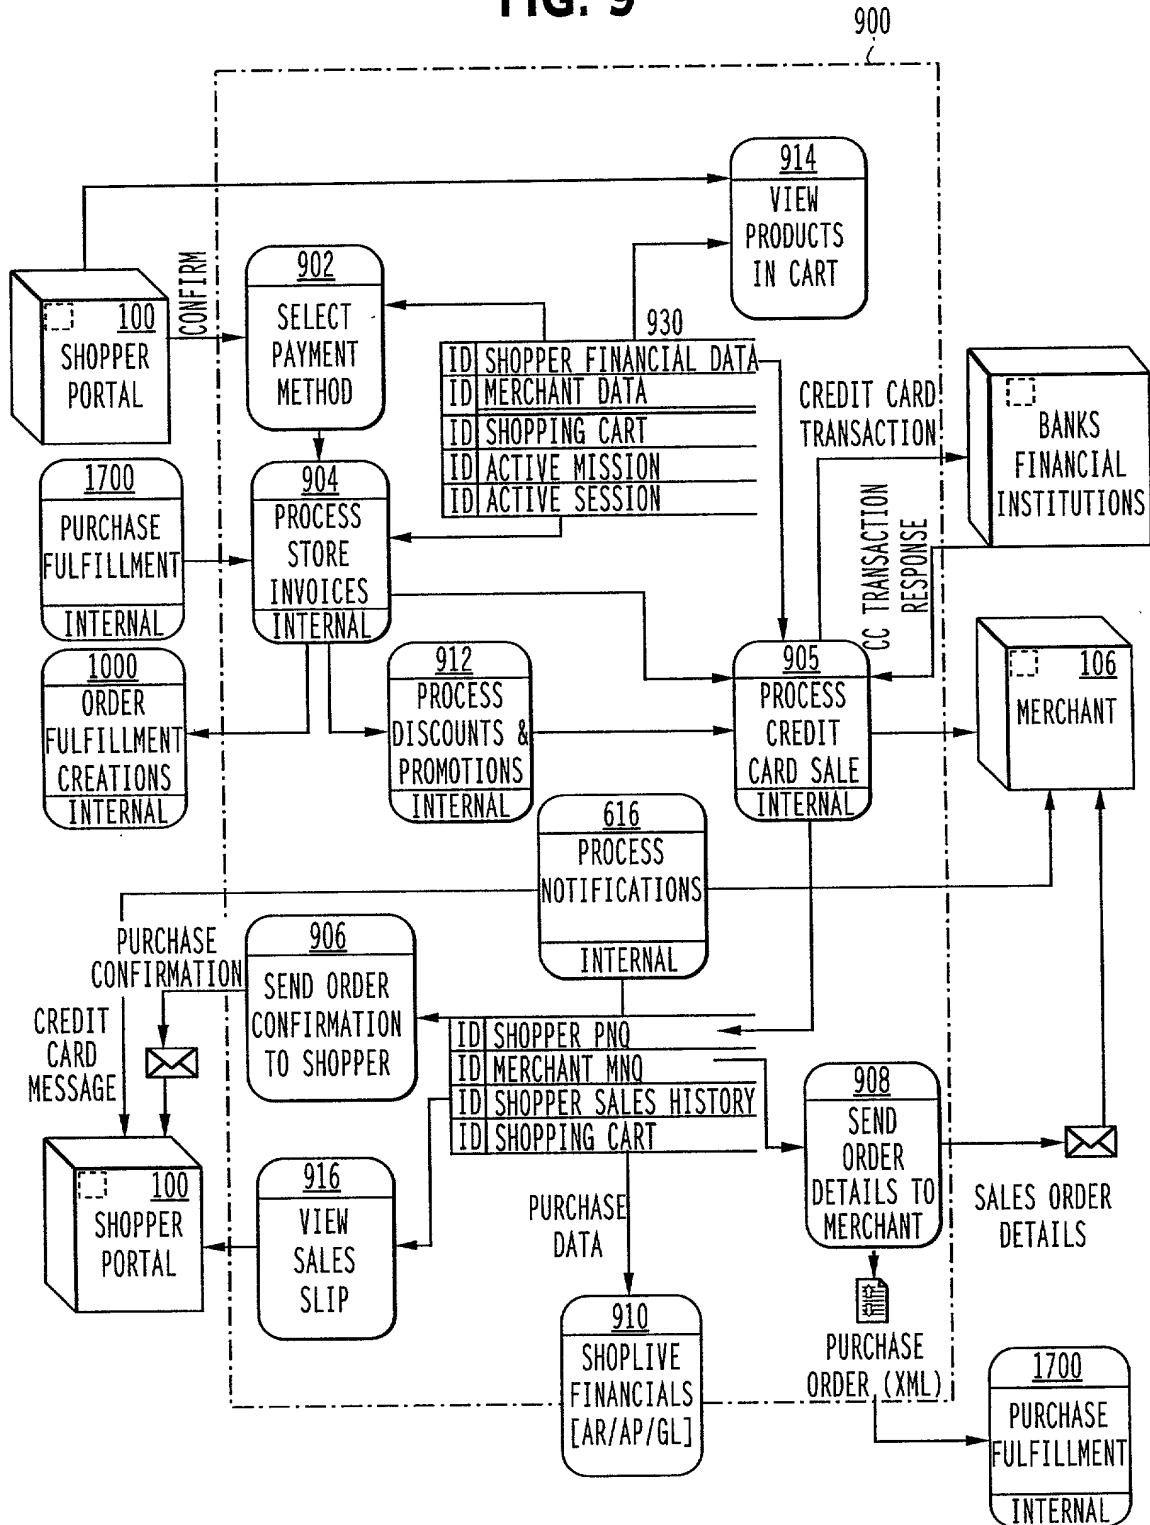 FIG. 9
900
914
VIEW
PRODUCTS
IN CART
CONFIRM
902
SELECT
PAYMENT
METHOD
100
SHOPPER
PORTAL
930
ID SHOPPER FINANCIAL DATA
ID MERCHANT DATA
ID SHOPPING CART
ID ACTIVE MISSION
ID ACTIVE SESSION
CREDIT CARD
TRANSACTION
BANKS
FINANCIAL
INSTITUTIONS
1700
PURCHASE
FULFILLMENT
INTERNAL
904
PROCESS
STORE
INVOICES
INTERNAL
CC TRANSACTION
RESPONSE
1000
ORDER
FULFILLMENT
CREATIONS
INTERNAL
912
PROCESS
DISCOUNTS &
PROMOTIONS
INTERNAL
905
PROCESS
CREDIT
CARD SALE
INTERNAL
106
MERCHANT
616
PROCESS
NOTIFICATIONS
INTERNAL
PURCHASE
CONFIRMATION
906
SEND ORDER
CONFIRMATION
TO SHOPPER
CREDIT
CARD
MESSAGE
ID SHOPPER PNQ
ID MERCHANT MNQ
ID SHOPPER SALES HISTORY
ID SHOPPING CART
908
SEND
ORDER
DETAILS TO
MERCHANT
SALES ORDER
DETAILS
100
SHOPPER
PORTAL
916
VIEW
SALES
SLIP
PURCHASE
DATA
910
SHOPLIVE
FINANCIALS
[AR/AP/GL]
PURCHASE
ORDER (XML)
1700
PURCHASE
FULFILLMENT
INTERNAL